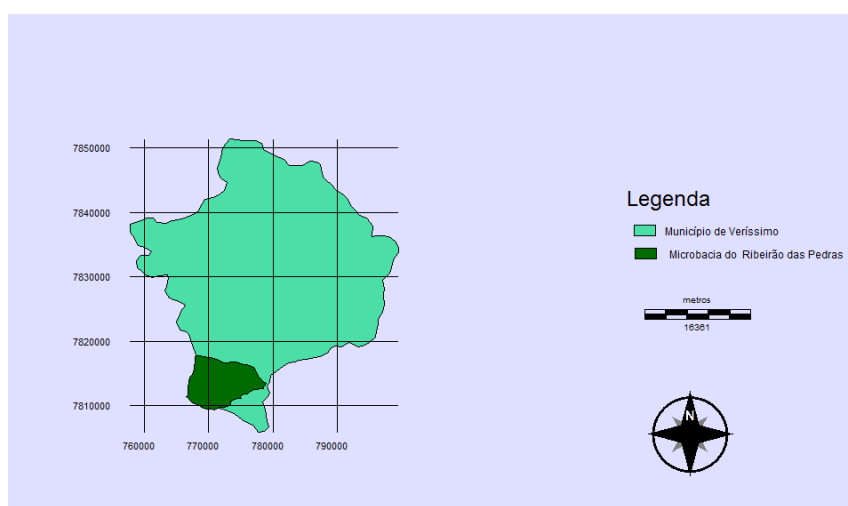 7850000
7840000
7830000
7820000
7810000
760000 770000 780000 790000
Legenda
Município de Veríssimo
Microbacia do Ribeirão das Pedras
metros
16361
N